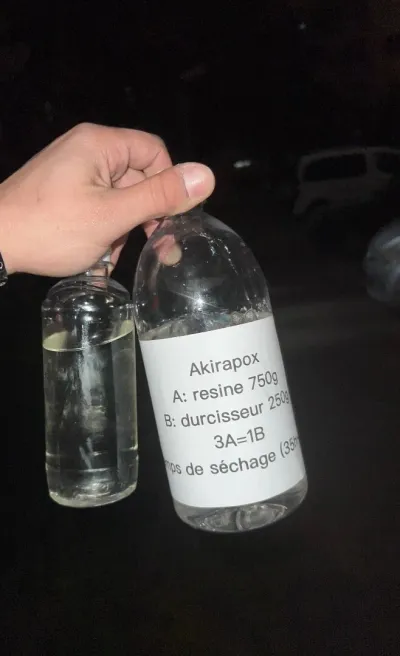 Akirapox
A: resine 750g
B: durcisseur 250g
3A=1B
de séchage